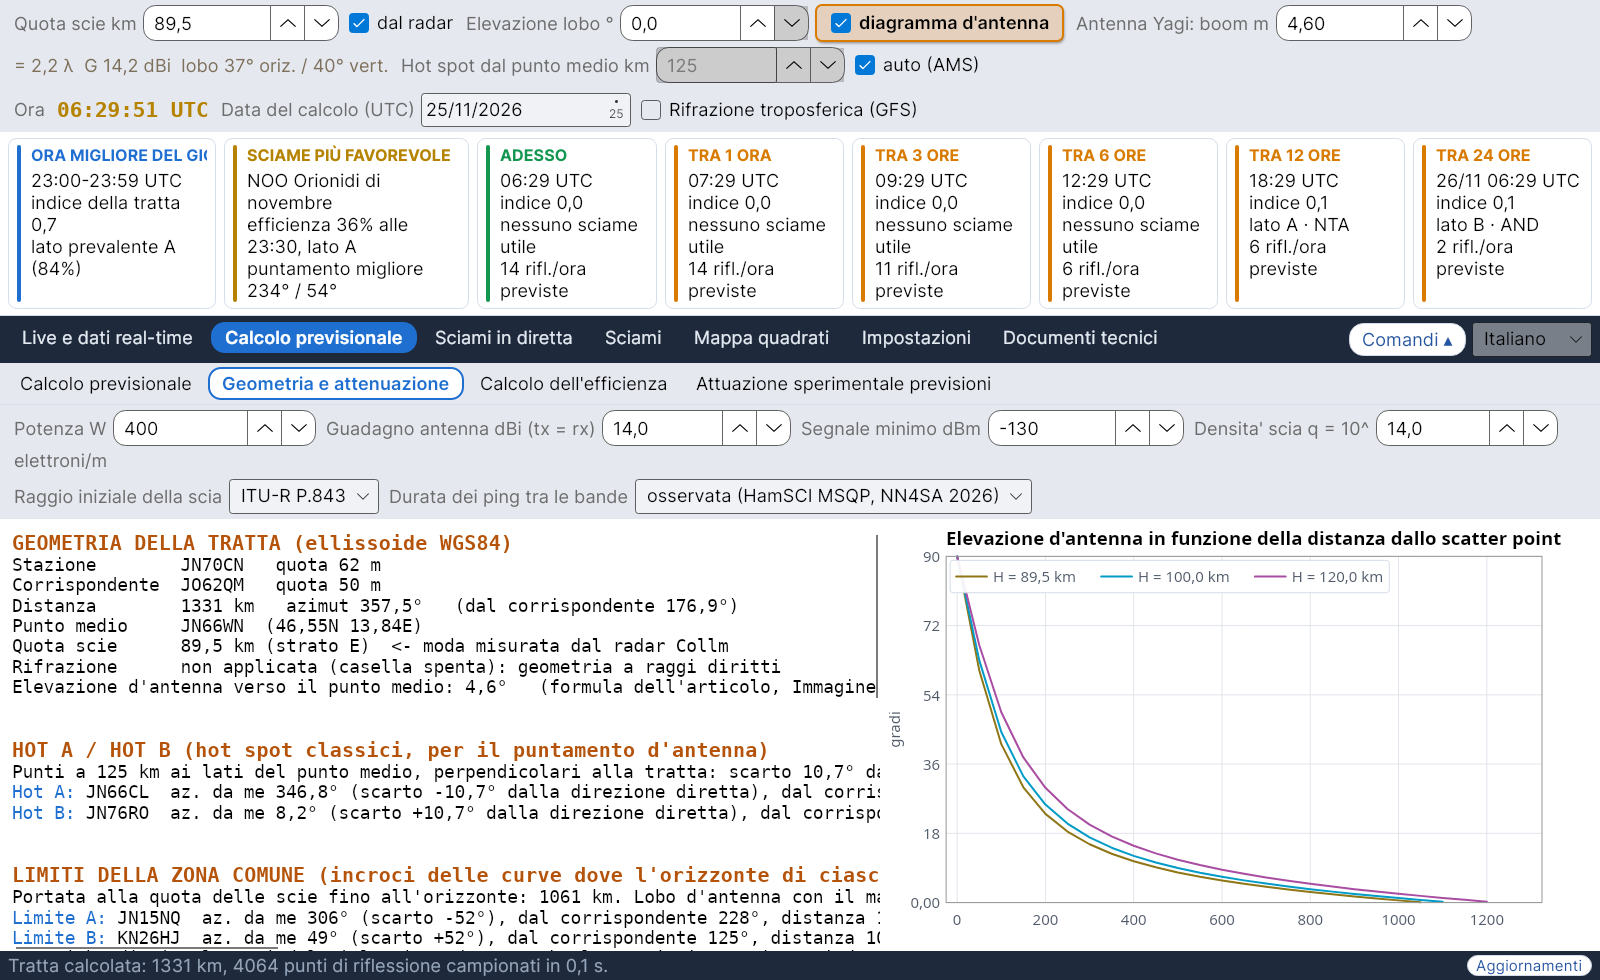 Quota scie km 89,5 dal radar Elevazione lobo ° 0,0 diagramma d'antenna Antenna Yagi: boom m 4,60
= 2,2 λ G 14,2 dBi lobo 37° oriz. / 40° vert. Hot spot dal punto medio km 125 auto (AMS)
Ora 06:29:51 UTC Data del calcolo (UTC) 25/11/2026 25 Rifrazione troposferica (GFS)
ORA MIGLIORE DEL GI
23:00-23:59 UTC
indice della tratta
0,7
lato prevalente A
(84%)
SCIAME PIÙ FAVOREVOLE
NOO Orionidi di
novembre
efficienza 36% alle
23:30, lato A
puntamento migliore
234° / 54°
ADESSO
06:29 UTC
indice 0,0
nessuno sciame
utile
14 rifl./ora
previste
TRA 1 ORA
07:29 UTC
indice 0,0
nessuno sciame
utile
14 rifl./ora
previste
TRA 3 ORE
09:29 UTC
indice 0,0
nessuno sciame
utile
11 rifl./ora
previste
TRA 6 ORE
12:29 UTC
indice 0,0
nessuno sciame
utile
6 rifl./ora
previste
TRA 12 ORE
18:29 UTC
indice 0,1
lato A · NTA
6 rifl./ora
previste
TRA 24 ORE
26/11 06:29 UTC
indice 0,1
lato B · AND
2 rifl./ora
previste
Live e dati real-time Calcolo previsionale Sciami in diretta Sciami Mappa quadrati Impostazioni Documenti tecnici Comandi ▴ Italiano
Calcolo previsionale Geometria e attenuazione Calcolo dell'efficienza Attuazione sperimentale previsioni
Potenza W 400 Guadagno antenna dBi (tx = rx) 14,0 Segnale minimo dBm -130 Densita' scia q = 10^ 14,0
elettroni/m
Raggio iniziale della scia ITU-R P.843 Durata dei ping tra le bande osservata (HamSCI MSQP, NN4SA 2026)
GEOMETRIA DELLA TRATTA (ellissoide WGS84)
Stazione JN70CN quota 62 m
Corrispondente JO62QM quota 50 m
Distanza 1331 km azimut 357,5° (dal corrispondente 176,9°)
Punto medio JN66WN (46,55N 13,84E)
Quota scie 89,5 km (strato E) <- moda misurata dal radar Collm
Rifrazione non applicata (casella spenta): geometria a raggi diritti
Elevazione d'antenna verso il punto medio: 4,6° (formula dell'articolo, Immagine
HOT A / HOT B (hot spot classici, per il puntamento d'antenna)
Punti a 125 km ai lati del punto medio, perpendicolari alla tratta: scarto 10,7° da
Hot A: JN66CL az. da me 346,8° (scarto -10,7° dalla direzione diretta), dal corris
Hot B: JN76RO az. da me 8,2° (scarto +10,7° dalla direzione diretta), dal corrispo
LIMITI DELLA ZONA COMUNE (incroci delle curve dove l'orizzonte di ciasc
Portata alla quota delle scie fino all'orizzonte: 1061 km. Lobo d'antenna con il ma
Limite A: JN15NQ az. da me 306° (scarto -52°), dal corrispondente 228°, distanza 1
Limite B: KN26HJ az. da me 49° (scarto +52°), dal corrispondente 125°, distanza 10
Elevazione d'antenna in funzione della distanza dallo scatter point
H = 89,5 km H = 100,0 km H = 120,0 km
gradi
90
72
54
36
18
0,00
0 200 400 600 800 1000 1200
Tratta calcolata: 1331 km, 4064 punti di riflessione campionati in 0,1 s. Aggiornamenti